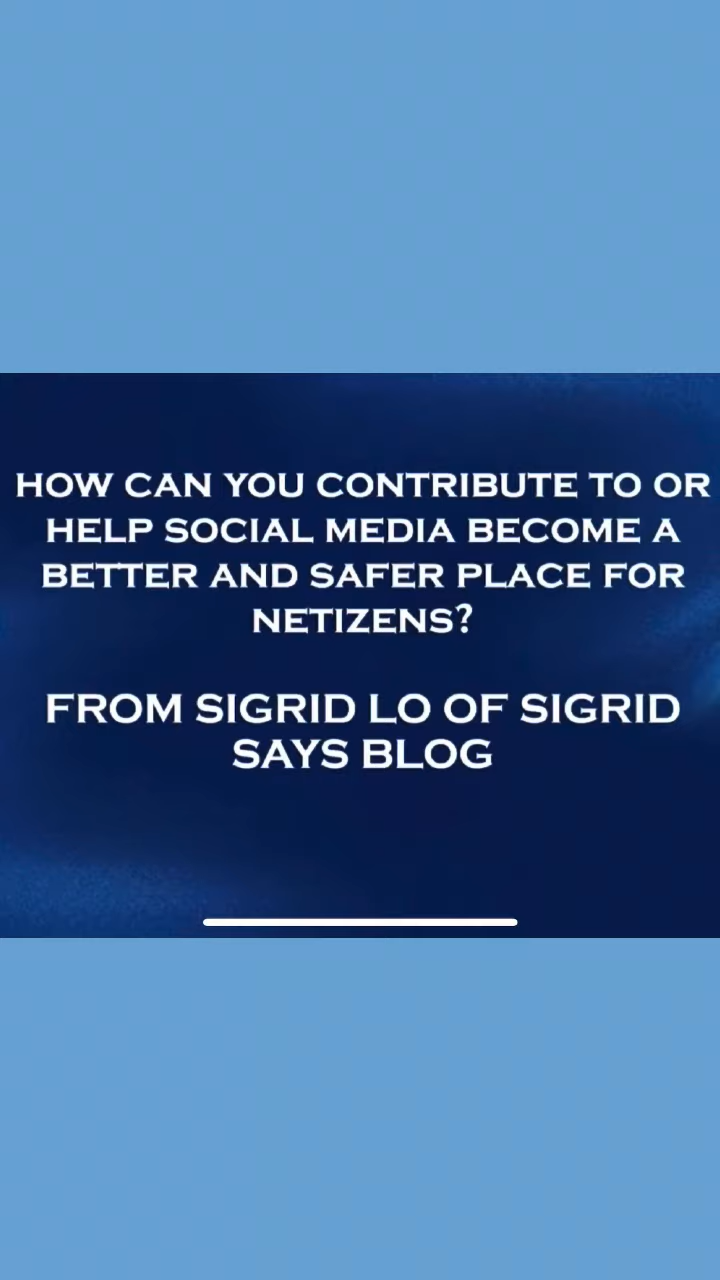 HOW CAN YOU CONTRIBUTE TO OR
HELP SOCIAL MEDIA BECOME A
BETTER AND SAFER PLACE FOR
NETIZENS?
FROM SIGRID LO OF SIGRID
SAYS BLOG